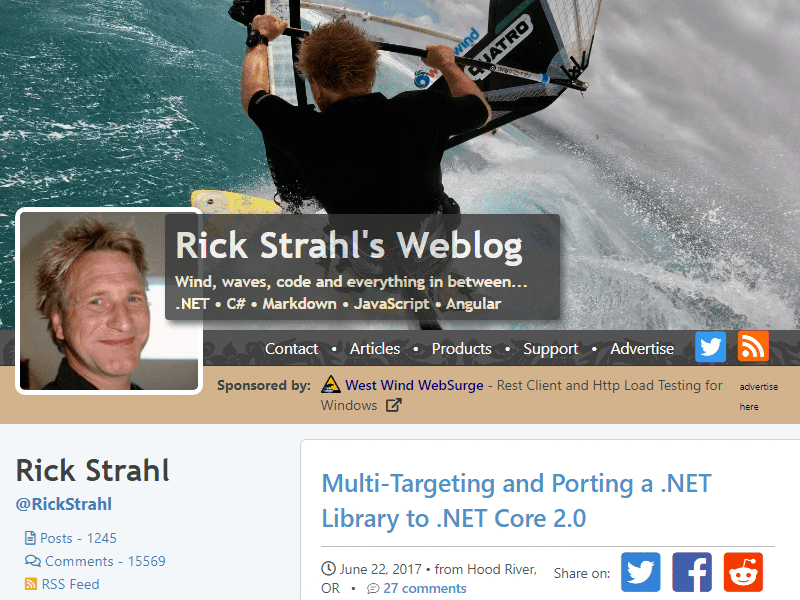 wind
QUATRO
Rick Strahl's Weblog
Wind, waves, code and everything in between...
.NET • C# • Markdown • JavaScript • Angular
Contact • Articles • Products • Support • Advertise
Sponsored by: West Wind WebSurge - Rest Client and Http Load Testing for
Windows
advertise
here
Rick Strahl
@RickStrahl
Posts - 1245
Comments - 15569
RSS Feed
Multi-Targeting and Porting a .NET
Library to .NET Core 2.0
June 22, 2017 • from Hood River,
OR • 27 comments
Share on: